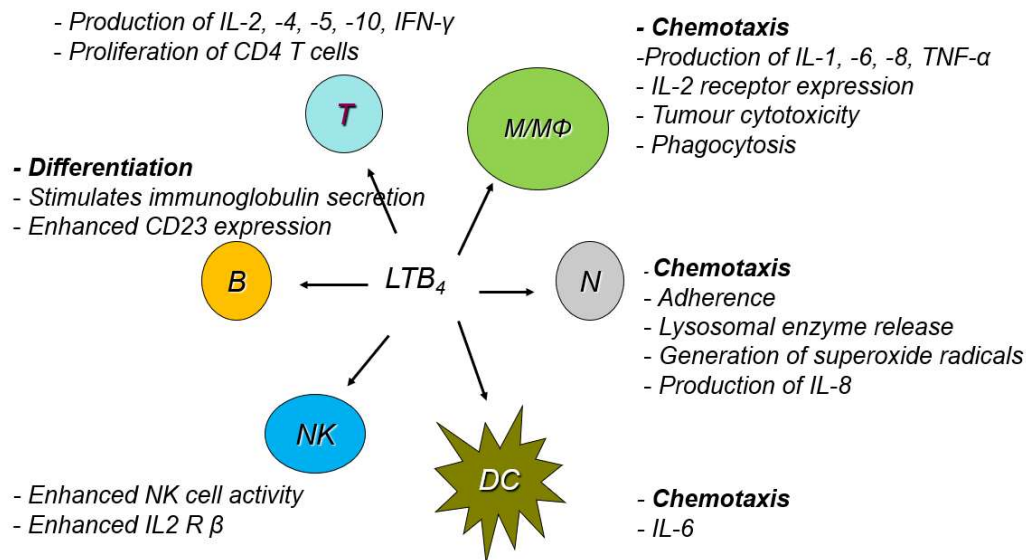 - Production of IL-2, -4, -5, -10, IFN-γ
- Proliferation of CD4 T cells
T
- Chemotaxis
-Production of IL-1, -6, -8, TNF-α
- IL-2 receptor expression
- Tumour cytotoxicity
- Phagocytosis
M/MΦ
- Differentiation
- Stimulates immunoglobulin secretion
- Enhanced CD23 expression
B
LTB₄
N
- Chemotaxis
- Adherence
- Lysosomal enzyme release
- Generation of superoxide radicals
- Production of IL-8
NK
- Enhanced NK cell activity
- Enhanced IL2 R β
DC
- Chemotaxis
- IL-6